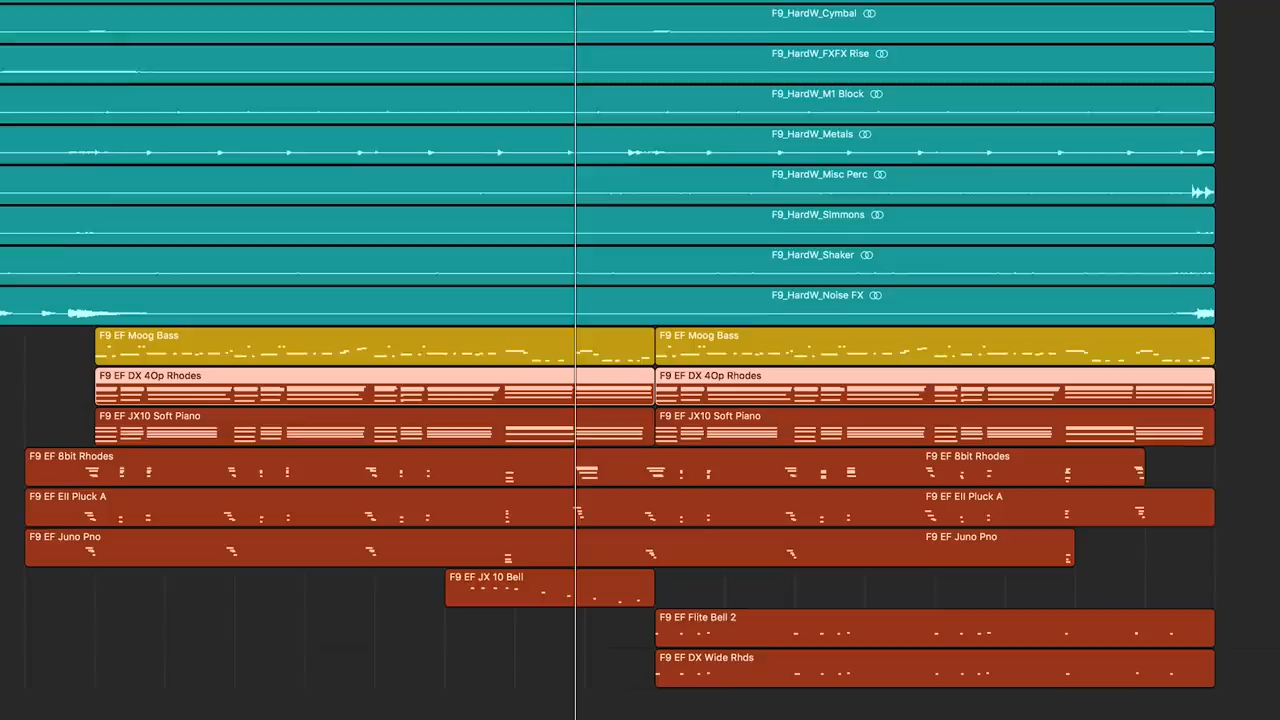 F9_HardW_Cymbal
F9_HardW_FXFX Rise
F9_HardW_M1 Block
F9_HardW_Metals
F9_HardW_Misc Perc
F9_HardW_SImmons
F9_HardW_Shaker
F9_HardW_Noise FX
F9 EF Moog Bass F9 EF Moog Bass
F9 EF DX 4Op Rhodes F9 EF DX 4Op Rhodes
F9 EF JX10 Soft Piano F9 EF JX10 Soft Piano
F9 EF 8bit Rhodes F9 EF 8bit Rhodes
F9 EF EII Pluck A F9 EF EII Pluck A
F9 EF Juno Pno F9 EF Juno Pno
F9 EF JX 10 Bell
F9 EF Flite Bell 2
F9 EF DX Wide Rhds